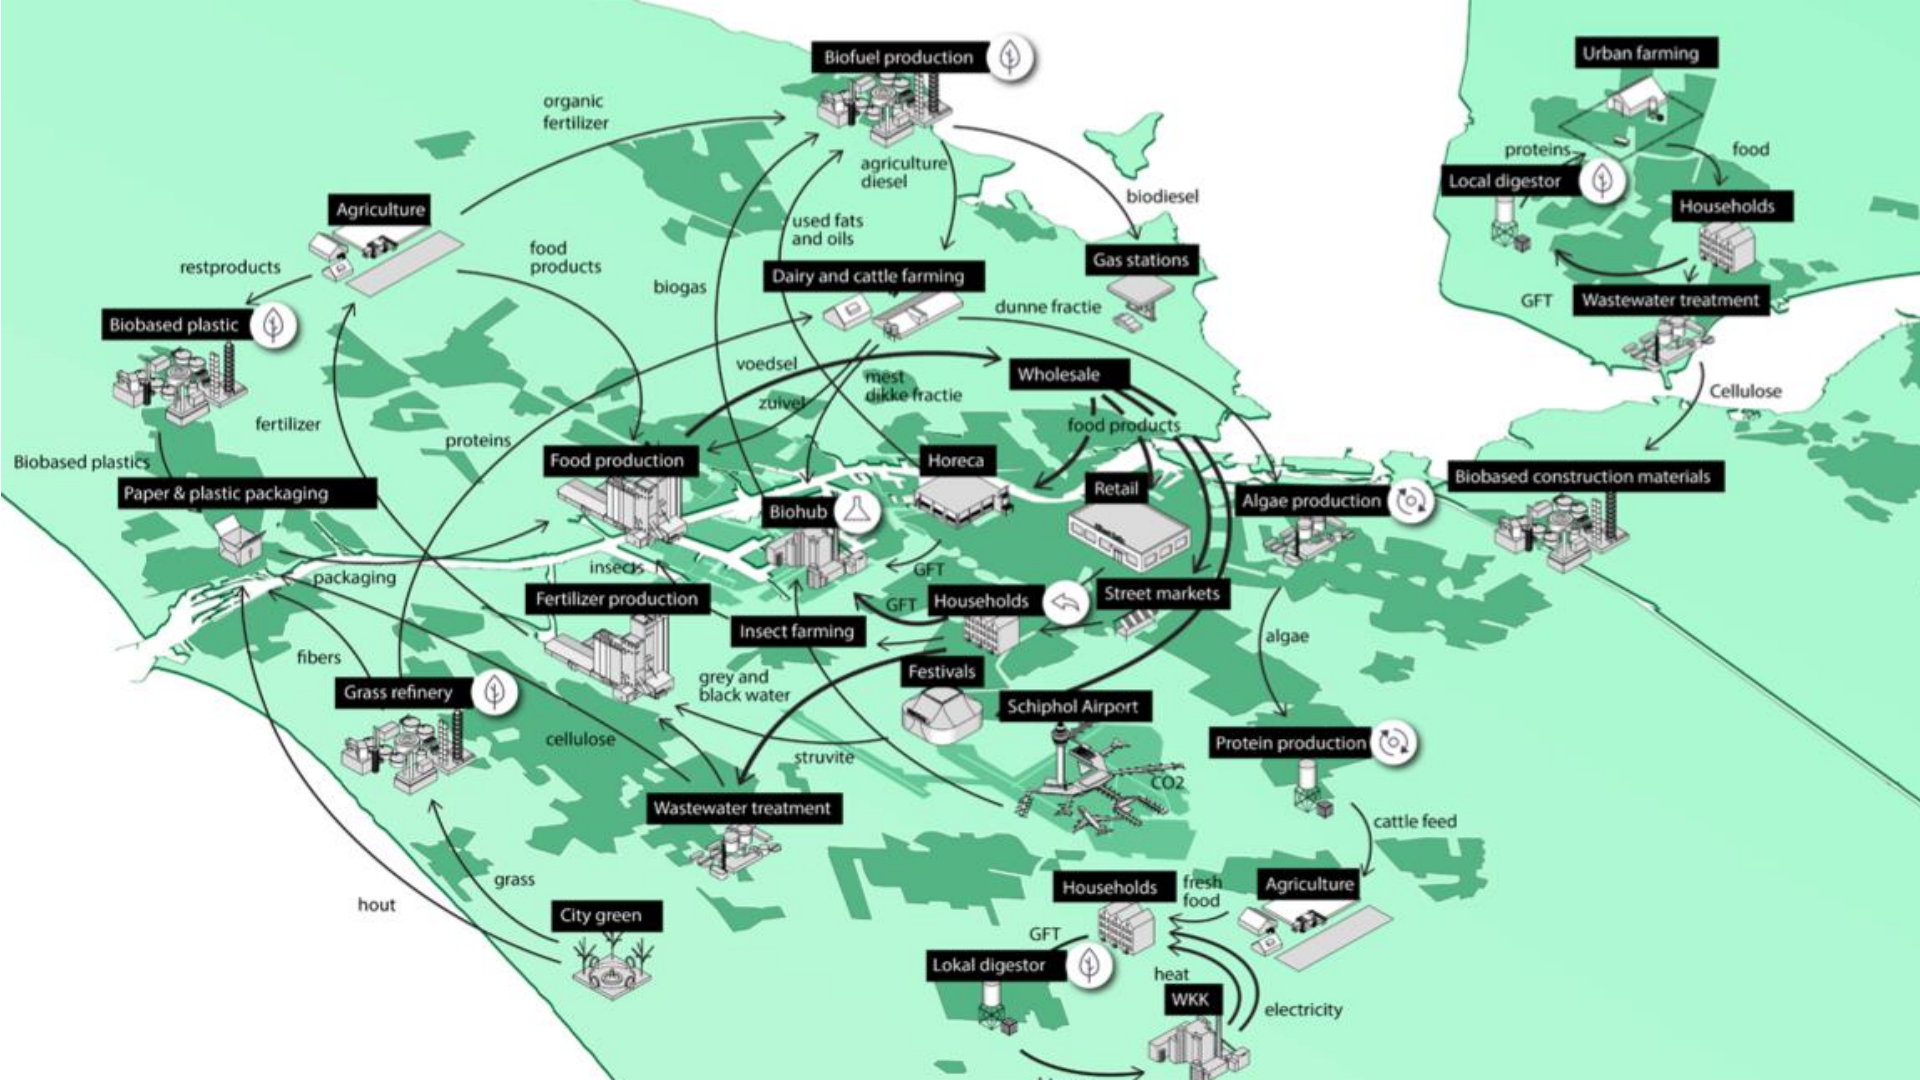 Biofuel production
Urban farming
organic
fertilizer
proteins
food
agriculture
diesel
Local digestor
biodiesel
Agriculture
Households
used fats
and oils
food
products
Gas stations
restproducts
Dairy and cattle farming
biogas
GFT
Wastewater treatment
dunne fractie
Biobased plastic
voedsel
Wholesale
mest
dikke fractie
Cellulose
zuivel
fertilizer
food products
proteins
Biobased plastics
Food production
Horeca
Biobased construction materials
Paper & plastic packaging
Retail
Algae production
Biohub
insects
GFT
packaging
Fertilizer production
GFT
Households
Street markets
Insect farming
algae
fibers
Festivals
grey and
black water
Grass refinery
Schiphol Airport
cellulose
Protein production
struvite
CO2
Wastewater treatment
cattle feed
grass
Households
fresh
food
Agriculture
hout
City green
GFT
Lokal digestor
heat
WKK
electricity